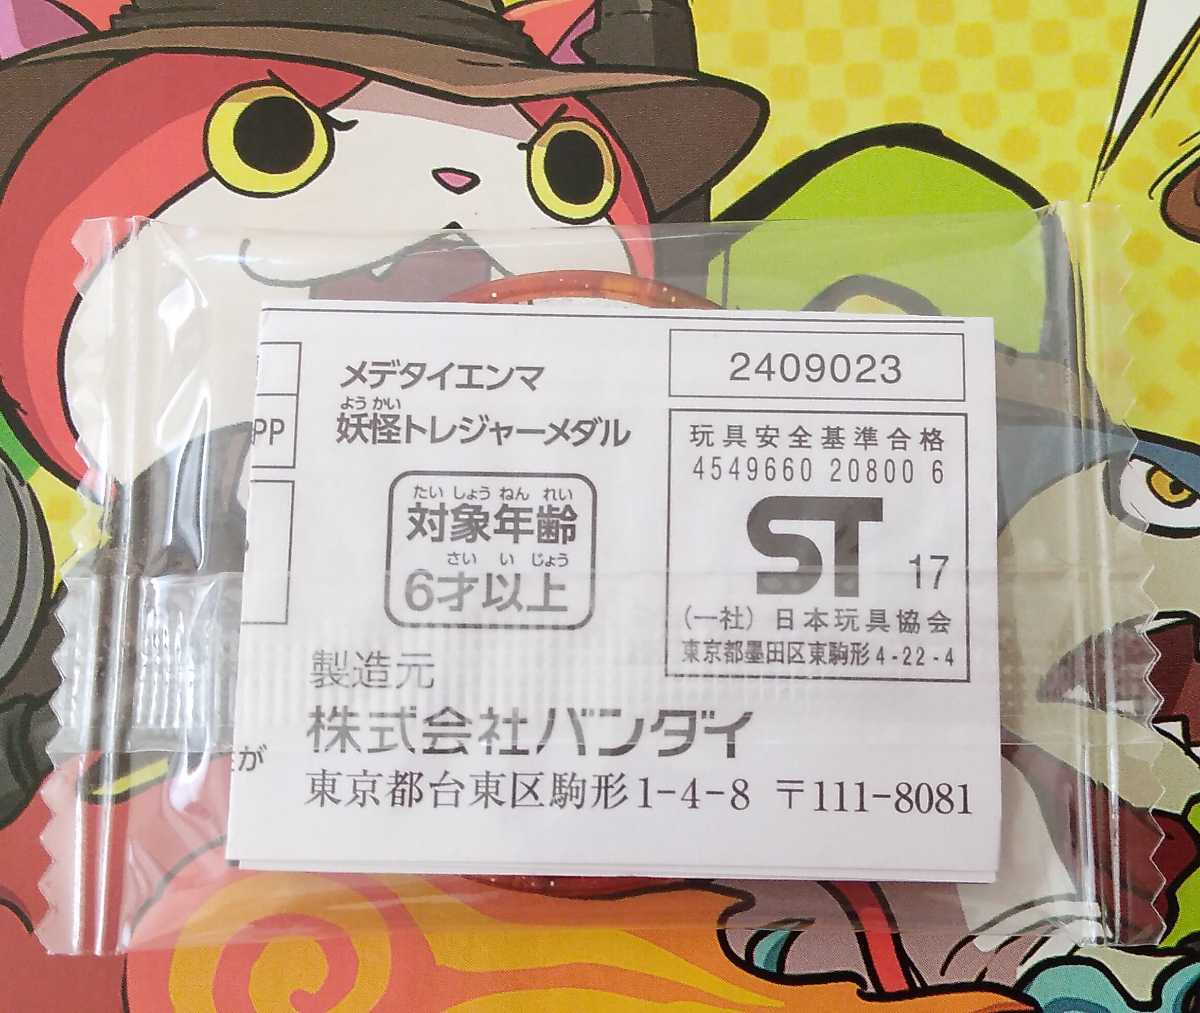 メデタイエンマ
よう かい
妖怪トレジャーメダル
PP
たい しょう ねん れい
対象年齢
さい い じょう
6才以上
2409023
玩具安全基準合格
4549660 20800 6
ST 17
(一社) 日本玩具協会
東京都墨田区東駒形4-22-4
製造元
株式会社バンダイ
が
東京都台東区駒形1-4-8 〒111-8081